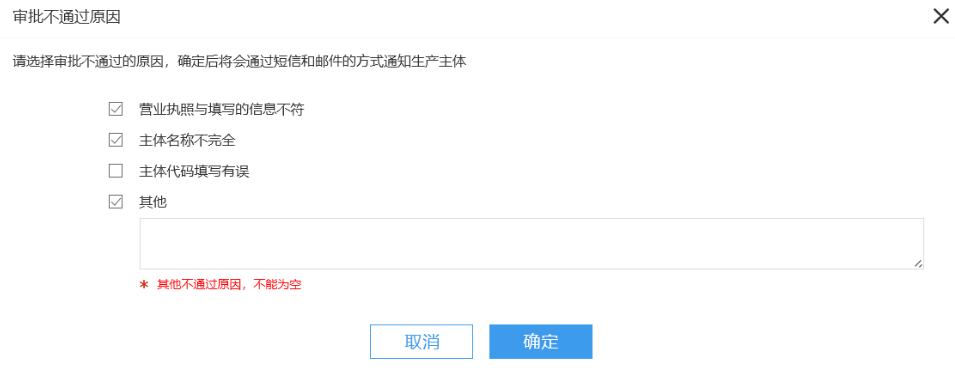 审批不通过原因
请选择审批不通过的原因，确定后将会通过短信和邮件的方式通知生产主体
营业执照与填写的信息不符
主体名称不完全
主体代码填写有误
其他
* 其他不通过原因，不能为空
取消 确定